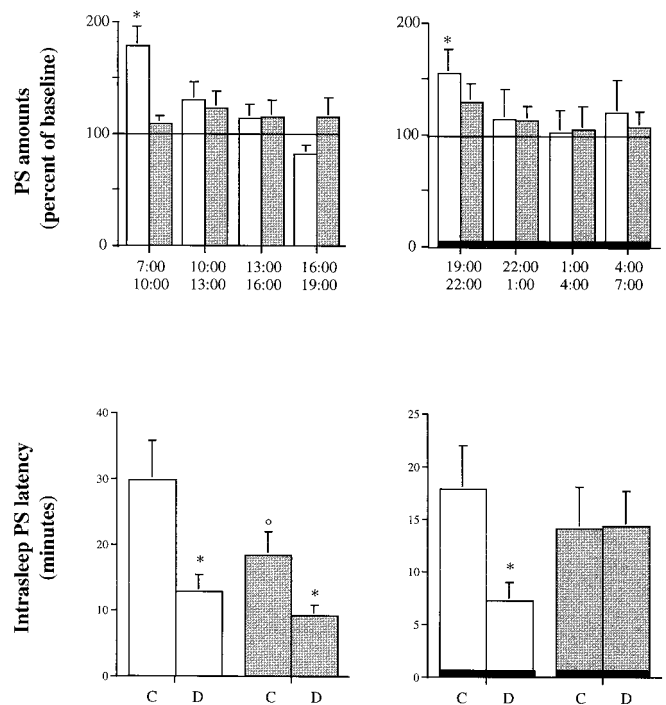 PS amounts
(percent of baseline)
200
100
0
*
7:00 10:00 13:00 16:00
10:00 13:00 16:00 19:00
200
100
0
*
19:00 22:00 1:00 4:00
22:00 1:00 4:00 7:00
Intrasleep PS latency
(minutes)
40
30
20
10
0
*
°
*
C D C D
25
20
15
10
5
0
*
C D C D